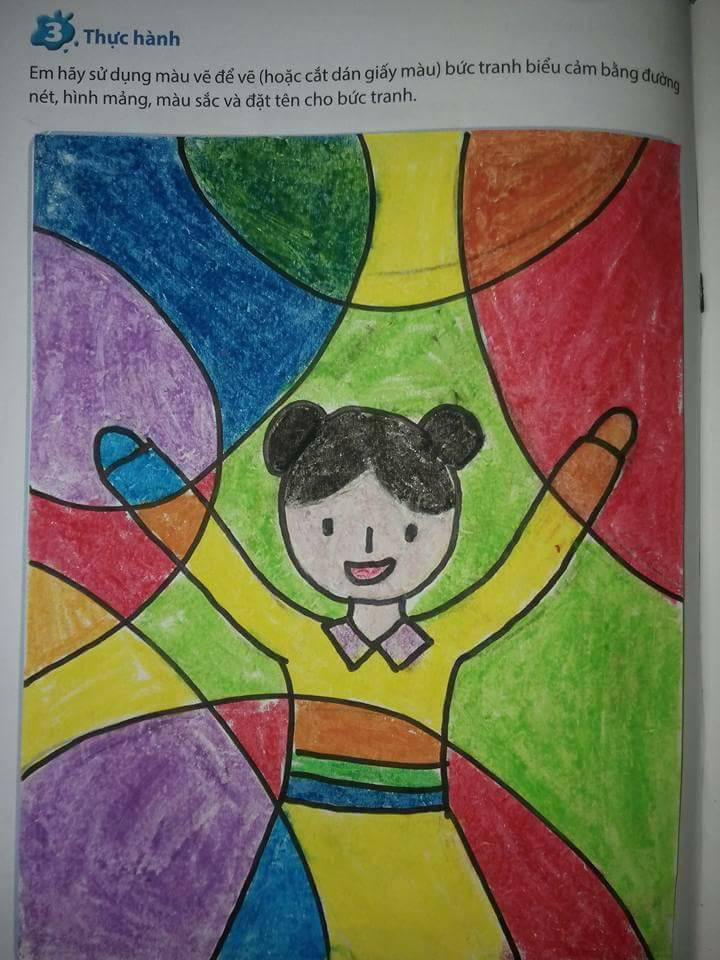 3 Thực hành
Em hãy sử dụng màu vẽ để vẽ (hoặc cắt dán giấy màu) bức tranh biểu cảm bằng đường
nét, hình mảng, màu sắc và đặt tên cho bức tranh.